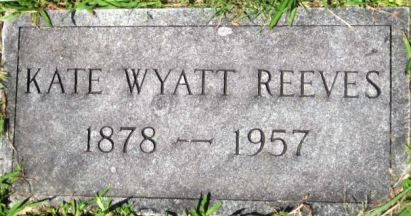 KATE WYATT REEVES
1878 — 1957